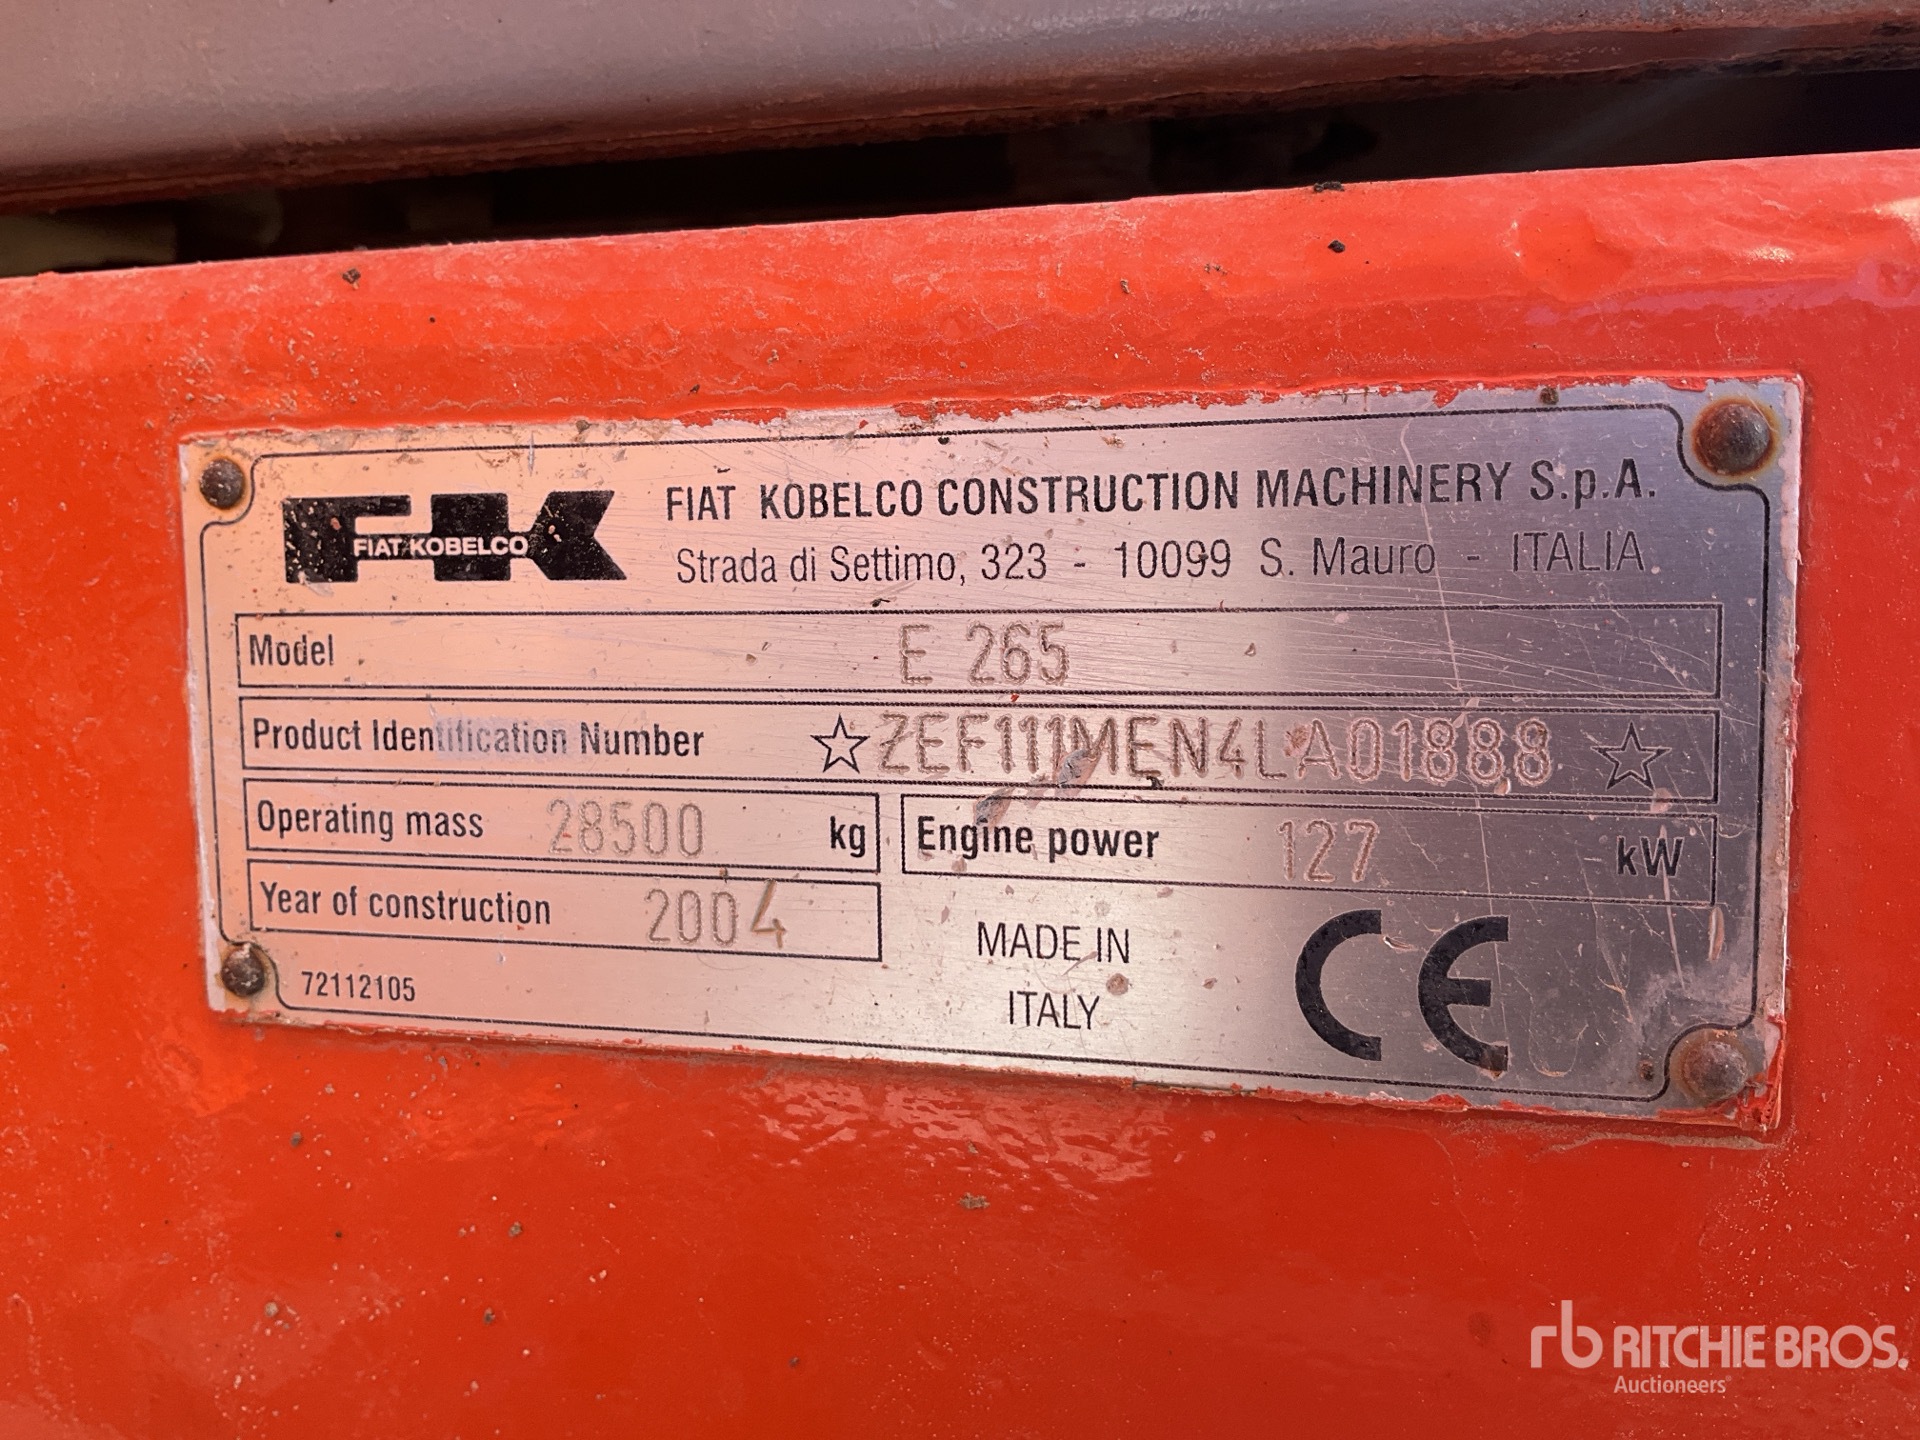 FIAT KOBELCO
FIAT KOBELCO CONSTRUCTION MACHINERY S.p.A.
Strada di Settimo, 323 - 10099 S. Mauro - ITALIA
Model E 265
Product Identification Number ☆ZEF111MEN4LA01888☆
Operating mass 28500 kg Engine power 127 kW
Year of construction 2004
72112105
MADE IN
ITALY
CE
rb RITCHIE BROS.
Auctioneers